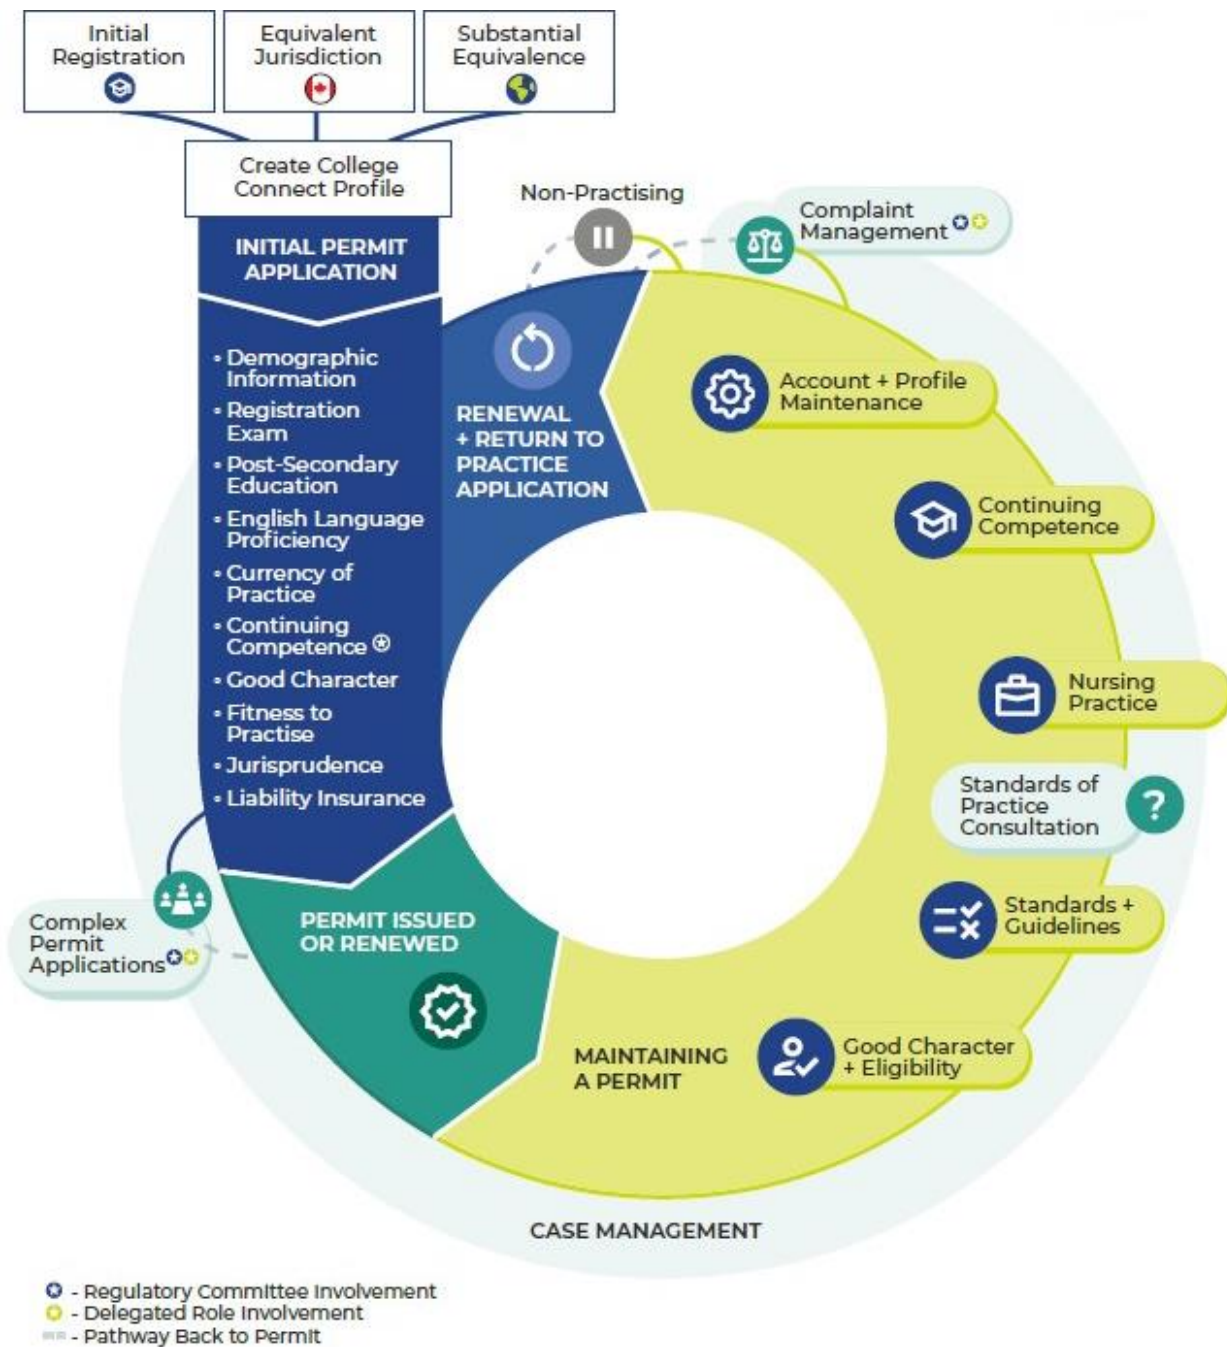 Initial
Registration
Equivalent
Jurisdiction
Substantial
Equivalence
Create College
Connect Profile
INITIAL PERMIT
APPLICATION
• Demographic
Information
• Registration
Exam
• Post-Secondary
Education
• English Language
Proficiency
• Currency of
Practice
• Continuing
Competence
• Good Character
• Fitness to
Practise
• Jurisprudence
• Liability Insurance
Non-Practising
Complaint
Management
RENEWAL
+ RETURN TO
PRACTICE
APPLICATION
Account + Profile
Maintenance
Continuing
Competence
Nursing
Practice
Standards of
Practice
Consultation
?
Standards +
Guidelines
Good Character
+ Eligibility
MAINTAINING
A PERMIT
PERMIT ISSUED
OR RENEWED
Complex
Permit
Applications
CASE MANAGEMENT
- Regulatory Committee Involvement
- Delegated Role Involvement
- Pathway Back to Permit